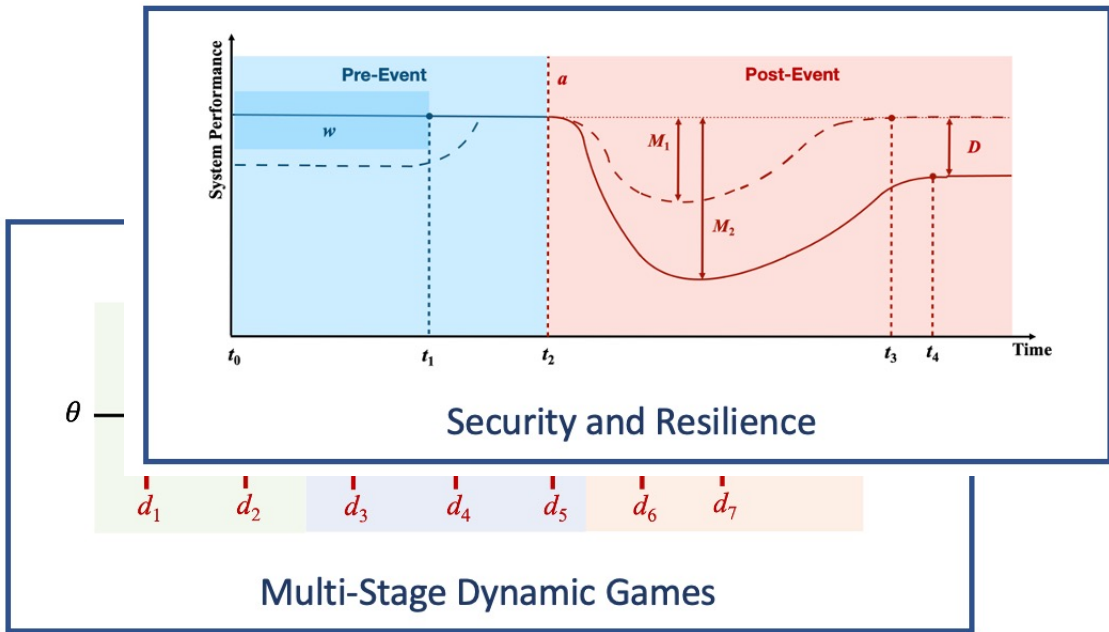 System Performance
Pre-Event
a
Post-Event
w
M₁
M₂
D
t₀
t₁
t₂
t₃
t₄
Time
Security and Resilience
θ
d₁
d₂
d₃
d₄
d₅
d₆
d₇
Multi-Stage Dynamic Games